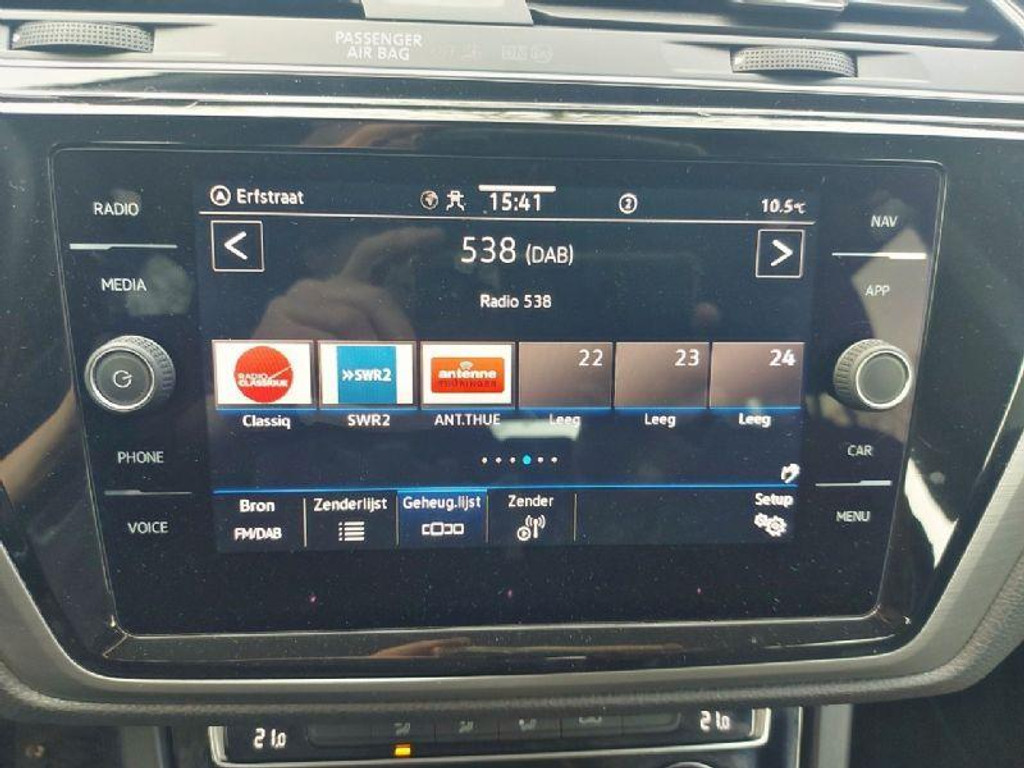 PASSENGER
AIR BAG
RADIO
MEDIA
PHONE
VOICE
Erfstraat
15:41
2
10.5°C
538 (DAB)
Radio 538
RADIO
CLASSIQUE
>>SWR2
antenne
THÜRINGEN
22
23
24
Classiq
SWR2
ANT.THUE
Leeg
Leeg
Leeg
Bron
FM/DAB
Zenderlijst
Geheug.lijst
Zender
Setup
NAV
APP
CAR
MENU
21.0
21.0